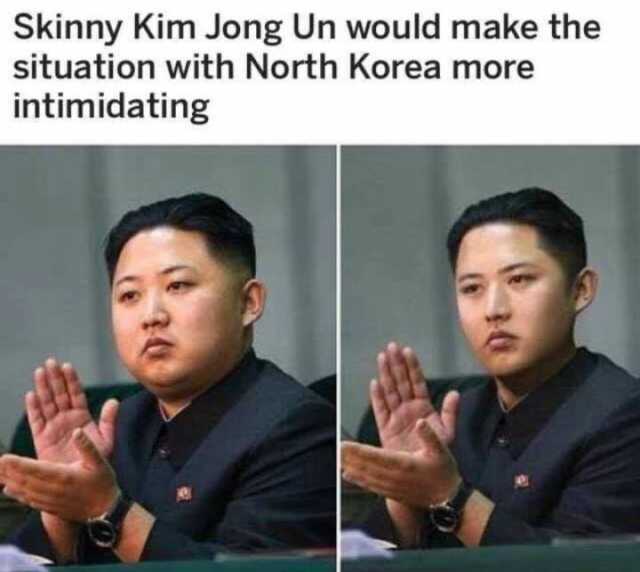 Skinny Kim Jong Un would make the
situation with North Korea more
intimidating